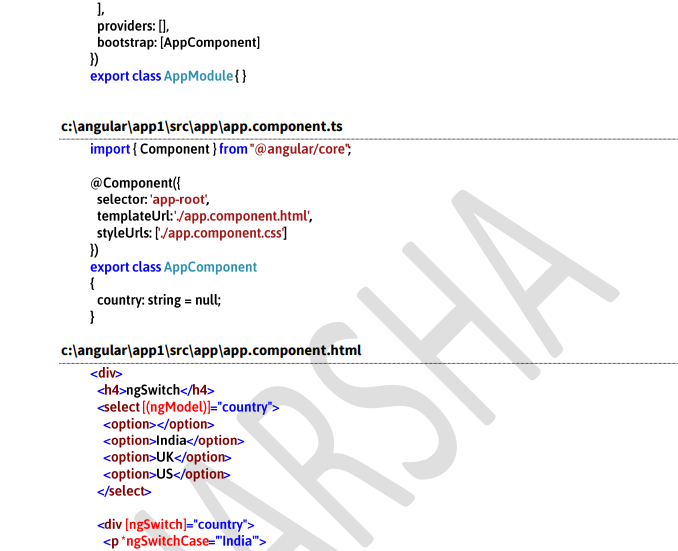 ],
providers: [],
bootstrap: [AppComponent]
})
export class AppModule { }
c:\angular\app1\src\app\app.component.ts
import { Component } from "@angular/core";
@Component({
selector: 'app-root',
templateUrl:'./app.component.html',
styleUrls: ['./app.component.css']
})
export class AppComponent
{
country: string = null;
}
c:\angular\app1\src\app\app.component.html
<div>
<h4>ngSwitch</h4>
<select [(ngModel)]="country">
<option></option>
<option>India</option>
<option>UK</option>
<option>US</option>
</select>
<div [ngSwitch]="country">
<p *ngSwitchCase="'India'">
ARSHA